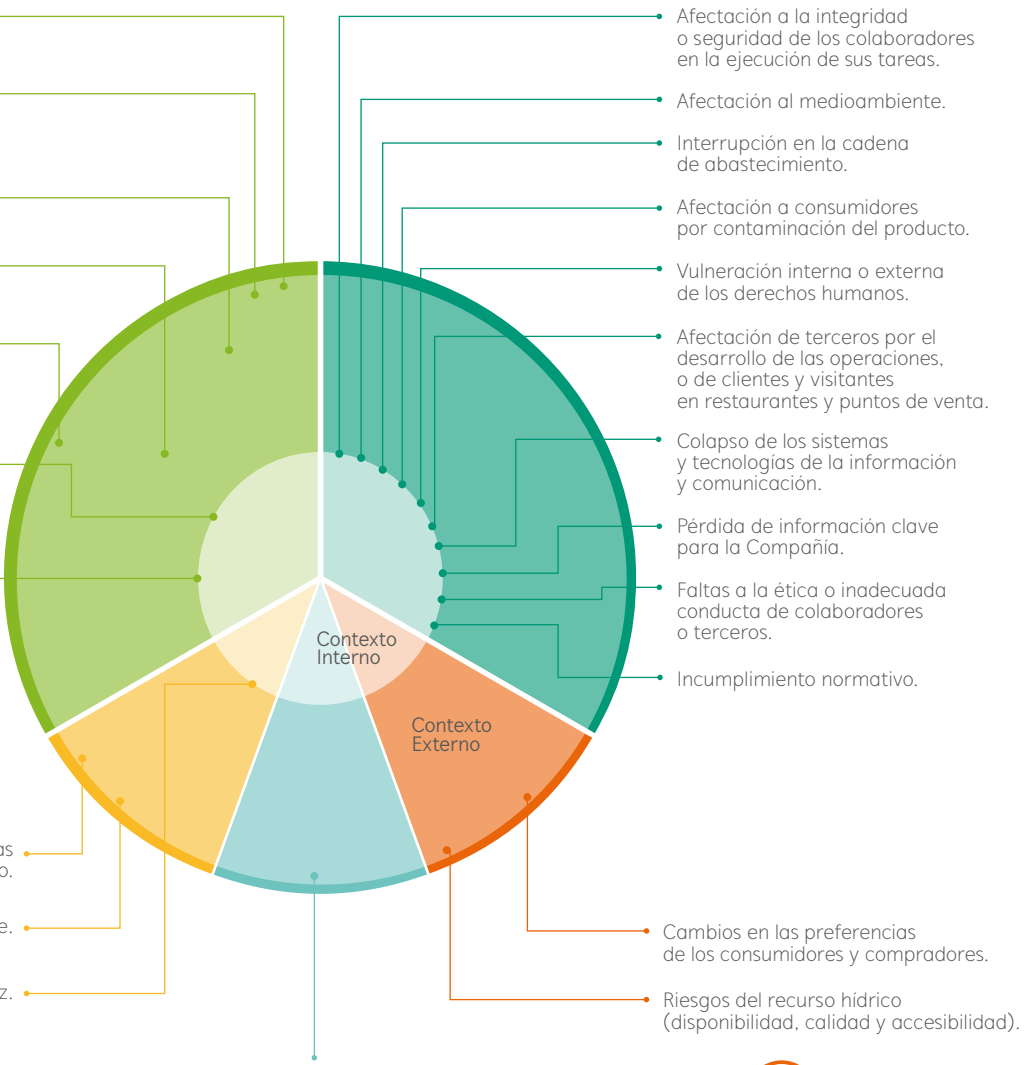 Afectación a la integridad
o seguridad de los colaboradores
en la ejecución de sus tareas.
Afectación al medioambiente.
Interrupción en la cadena
de abastecimiento.
Afectación a consumidores
por contaminación del producto.
Vulneración interna o externa
de los derechos humanos.
Afectación de terceros por el
desarrollo de las operaciones,
o de clientes y visitantes
en restaurantes y puntos de venta.
Colapso de los sistemas
y tecnologías de la información
y comunicación.
Pérdida de información clave
para la Compañía.
Faltas a la ética o inadecuada
conducta de colaboradores
o terceros.
Incumplimiento normativo.
Contexto
Interno
Contexto
Externo
as
o.
e.
z.
Cambios en las preferencias
de los consumidores y compradores.
Riesgos del recurso hídrico
(disponibilidad, calidad y accesibilidad).